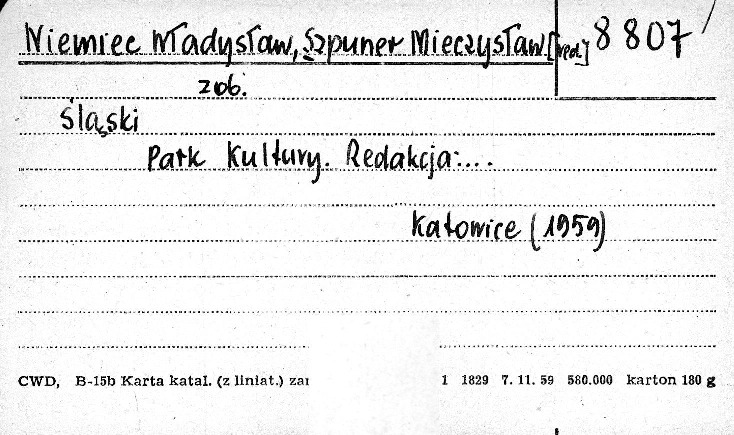 Niemiec Władysław, Szpuner Mieczysław [red.] 8807
zob.
Śląski
Park Kultury. Redakcja:...
Katowice (1959)
CWD, B-15b Karta katal. (z liniat.) zai 1 1829 7. 11. 59 580.000 karton 180 g